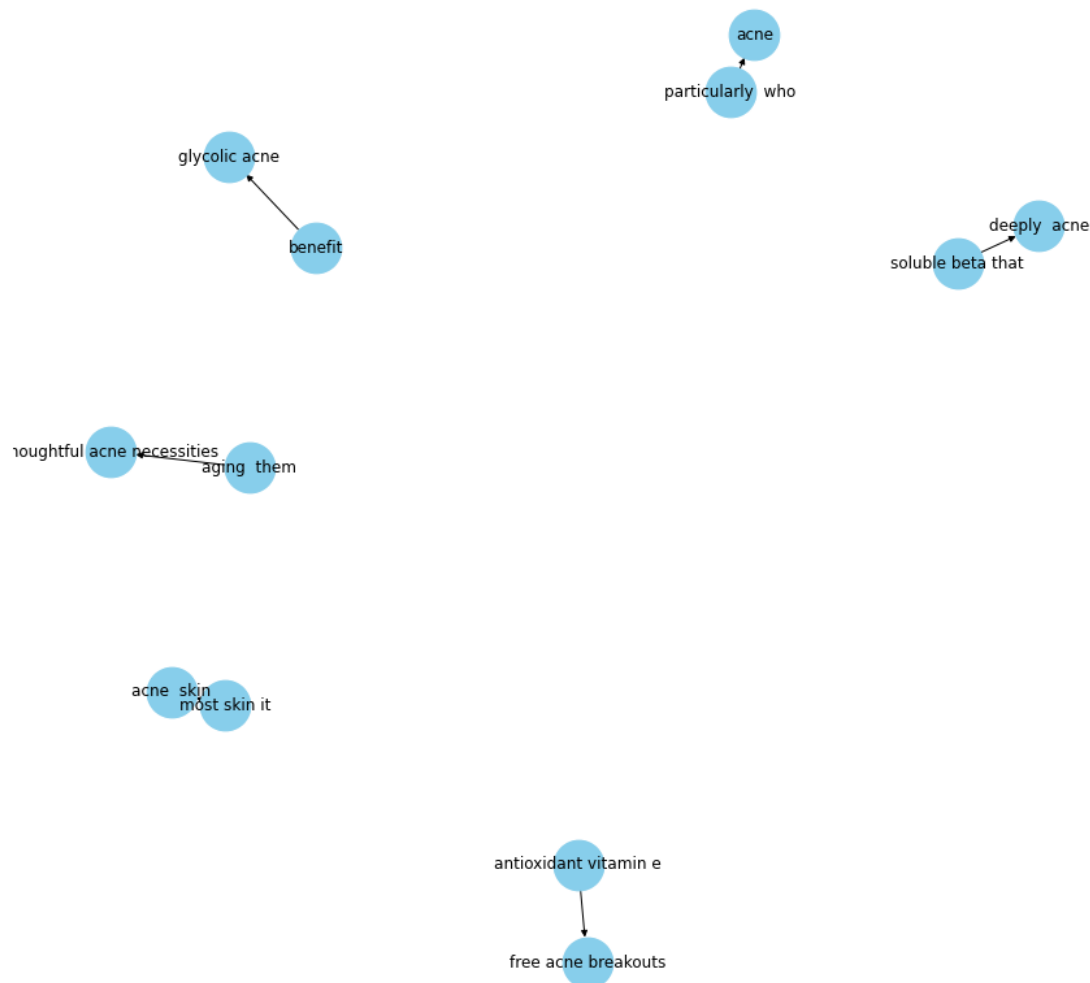 acne
particularly  who
glycolic acne
deeply  acne
benefit
soluble beta that
houghtful acne necessities
aging  them
acne  skin
most skin it
antioxidant vitamin e
free acne breakouts